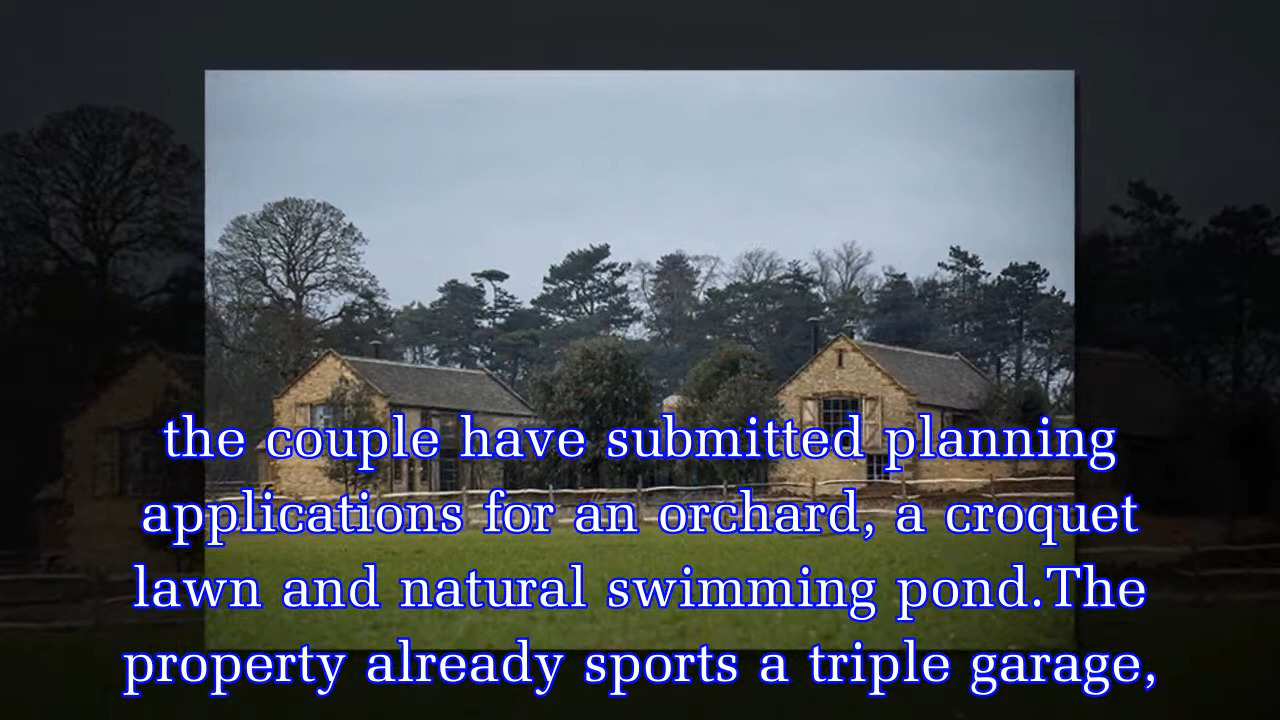 the couple have submitted planning
applications for an orchard, a croquet
lawn and natural swimming pond.The
property already sports a triple garage,